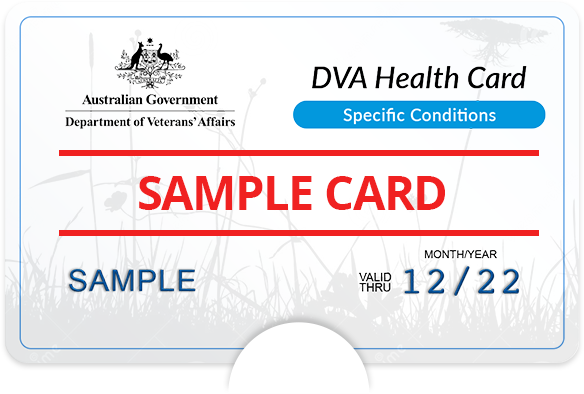 Australian Government
Department of Veterans' Affairs
DVA Health Card
Specific Conditions
SAMPLE CARD
SAMPLE
MONTH/YEAR
VALID THRU 12/22